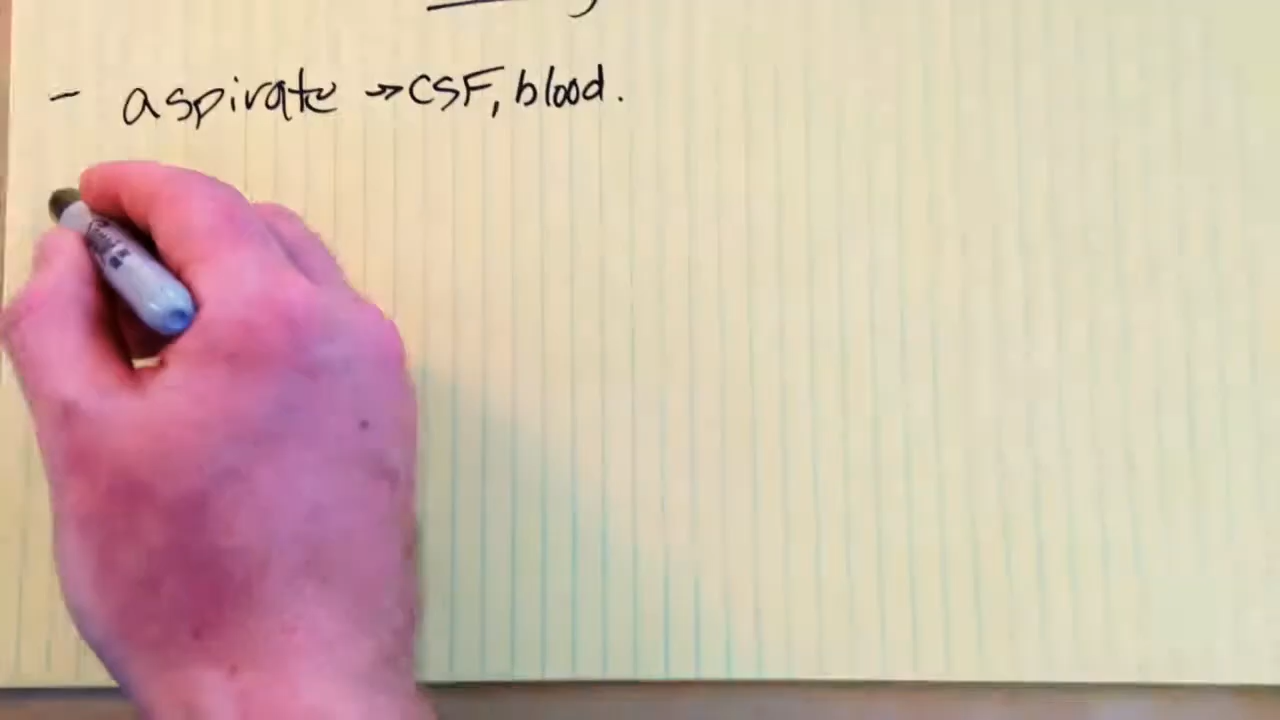 - aspirate → CSF, blood.